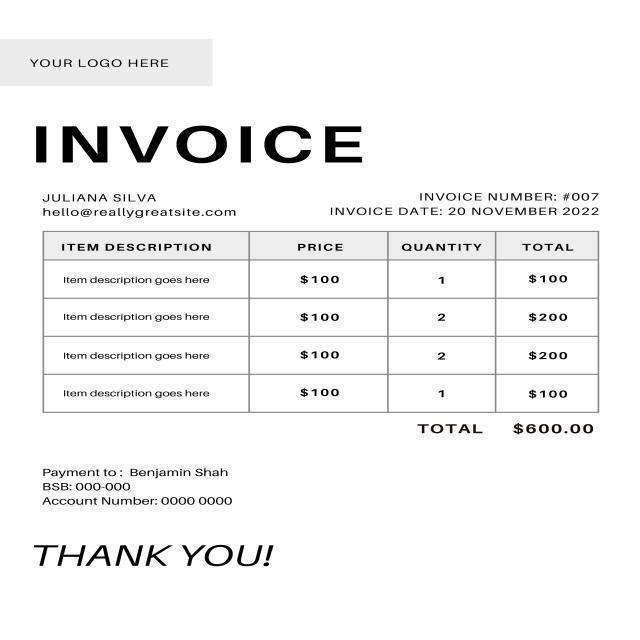 YOUR LOGO HERE
INVOICE
JULIANA SILVA
hello@reallygreatsite.com
INVOICE NUMBER: #007
INVOICE DATE: 20 NOVEMBER 2022
ITEM DESCRIPTION PRICE QUANTITY TOTAL
Item description goes here $100 1 $100
Item description goes here $100 2 $200
Item description goes here $100 2 $200
Item description goes here $100 1 $100
TOTAL $600.00
Payment to : Benjamin Shah
BSB: 000-000
Account Number: 0000 0000
THANK YOU!